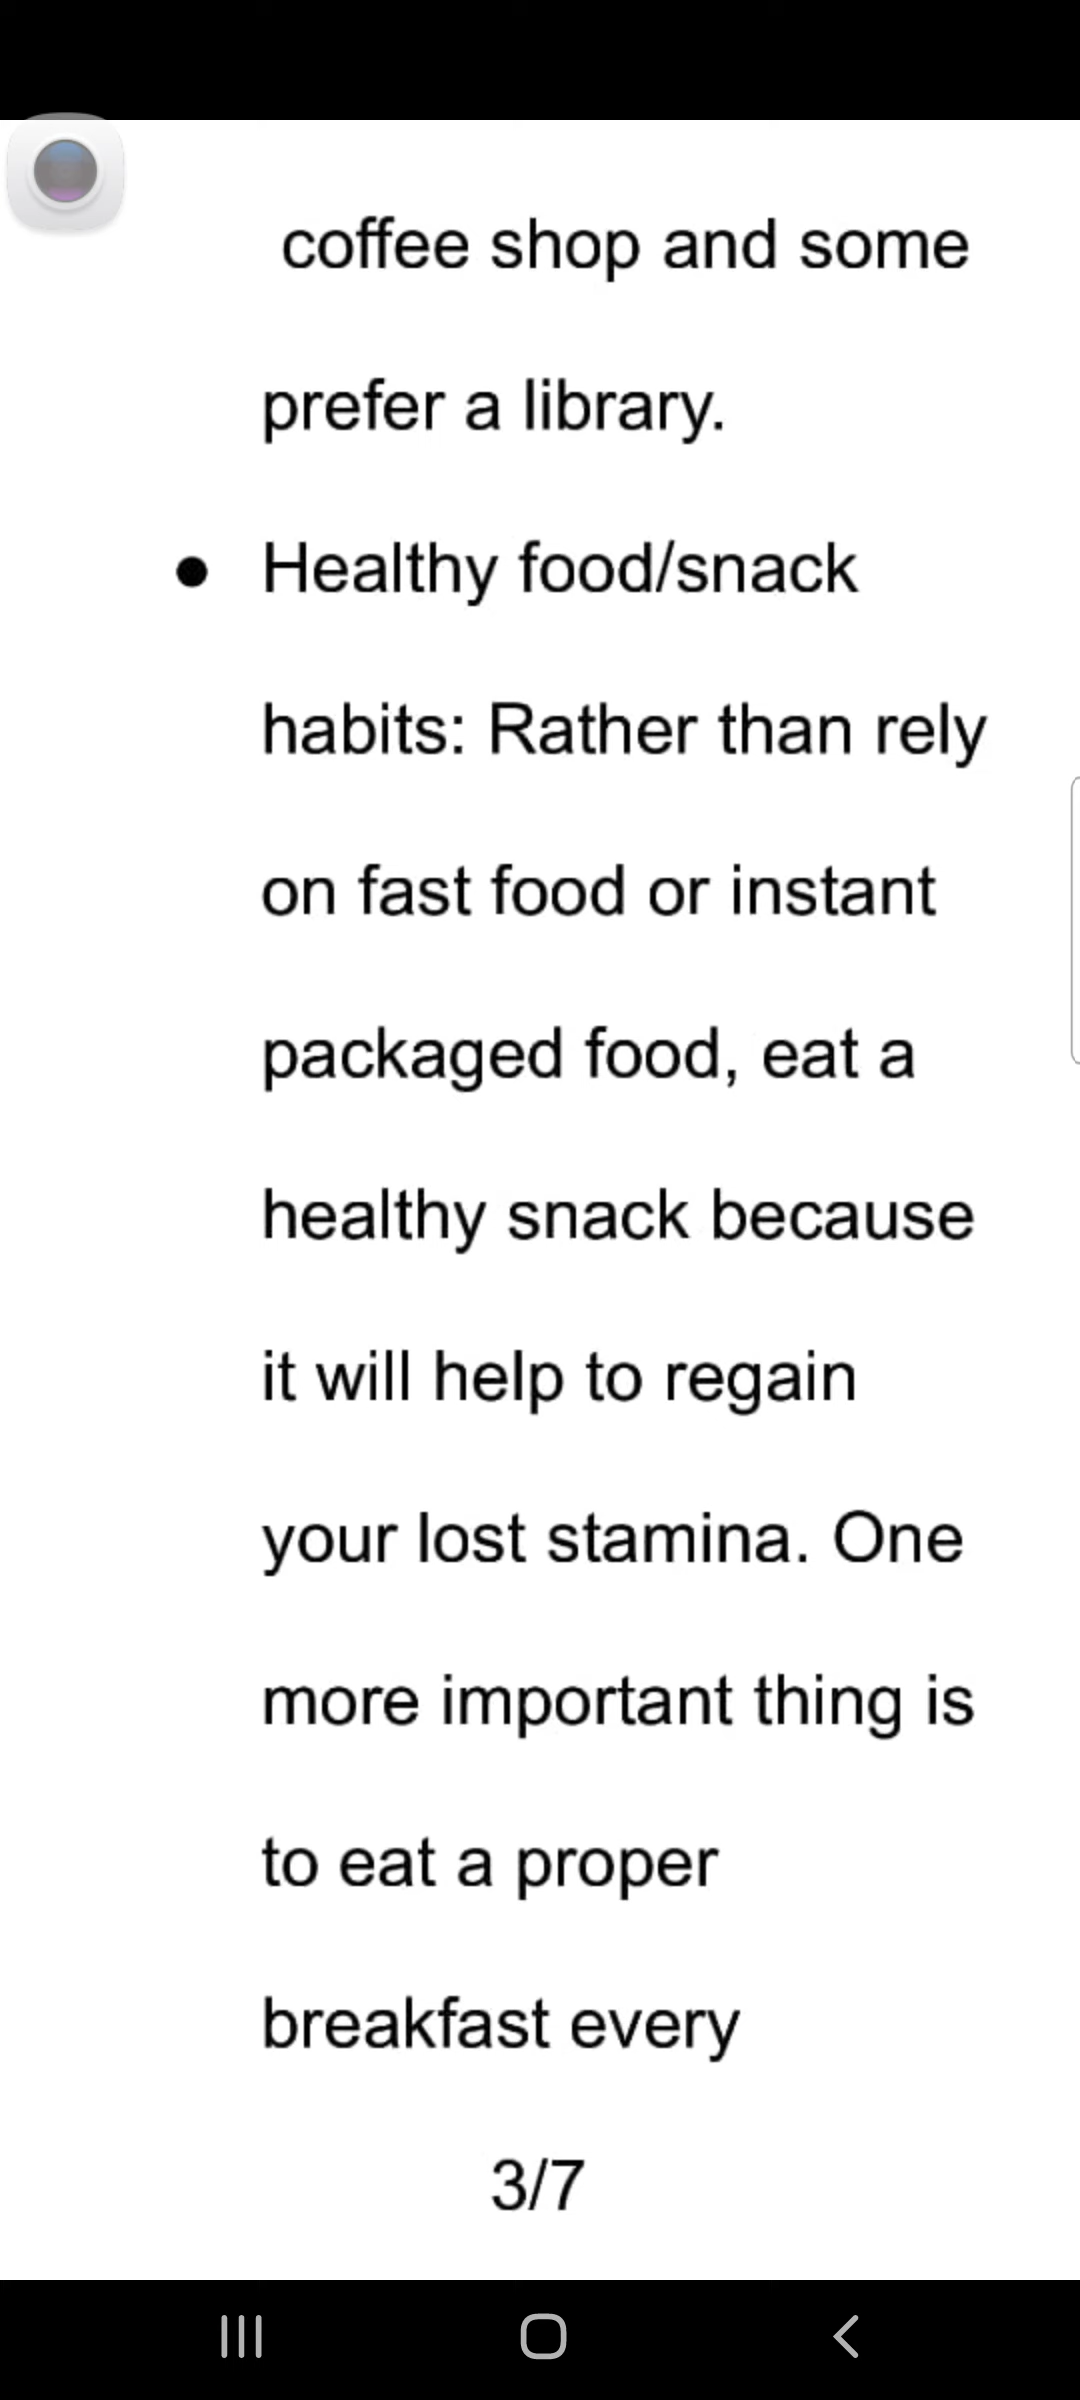 coffee shop and some
prefer a library.
● Healthy food/snack
habits: Rather than rely
on fast food or instant
packaged food, eat a
healthy snack because
it will help to regain
your lost stamina. One
more important thing is
to eat a proper
breakfast every
3/7